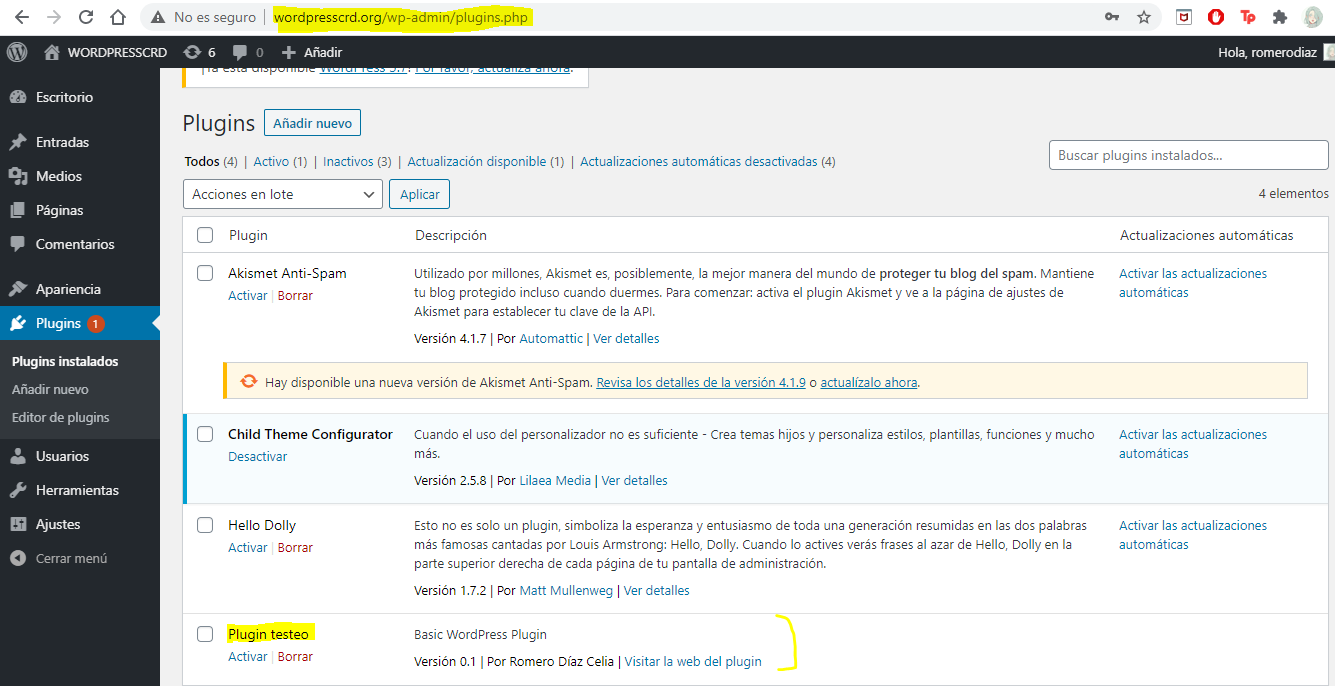 No es seguro | wordpresscrd.org/wp-admin/plugins.php
WORDPRESSCRD 6 0 Añadir Hola, romerodiaz
ya está disponible WordPress 5.7! Por favor, actualiza ahora.
Escritorio
Entradas
Medios
Páginas
Comentarios
Apariencia
Plugins 1
Plugins instalados
Añadir nuevo
Editor de plugins
Usuarios
Herramientas
Ajustes
Cerrar menú
Plugins Añadir nuevo
Todos (4) | Activo (1) | Inactivos (3) | Actualización disponible (1) | Actualizaciones automáticas desactivadas (4)
Buscar plugins instalados...
Acciones en lote Aplicar
4 elementos
Plugin Descripción Actualizaciones automáticas
Akismet Anti-Spam
Activar | Borrar
Utilizado por millones, Akismet es, posiblemente, la mejor manera del mundo de proteger tu blog del spam. Mantiene
tu blog protegido incluso cuando duermes. Para comenzar: activa el plugin Akismet y ve a la página de ajustes de
Akismet para establecer tu clave de la API.
Versión 4.1.7 | Por Automattic | Ver detalles
Activar las actualizaciones
automáticas
Hay disponible una nueva versión de Akismet Anti-Spam. Revisa los detalles de la versión 4.1.9 o actualízalo ahora.
Child Theme Configurator
Desactivar
Cuando el uso del personalizador no es suficiente - Crea temas hijos y personaliza estilos, plantillas, funciones y mucho
más.
Versión 2.5.8 | Por Lilaea Media | Ver detalles
Activar las actualizaciones
automáticas
Hello Dolly
Activar | Borrar
Esto no es solo un plugin, simboliza la esperanza y entusiasmo de toda una generación resumidas en las dos palabras
más famosas cantadas por Louis Armstrong: Hello, Dolly. Cuando lo actives verás frases al azar de Hello, Dolly en la
parte superior derecha de cada página de tu pantalla de administración.
Versión 1.7.2 | Por Matt Mullenweg | Ver detalles
Activar las actualizaciones
automáticas
Plugin testeo
Activar | Borrar
Basic WordPress Plugin
Versión 0.1 | Por Romero Díaz Celia | Visitar la web del plugin